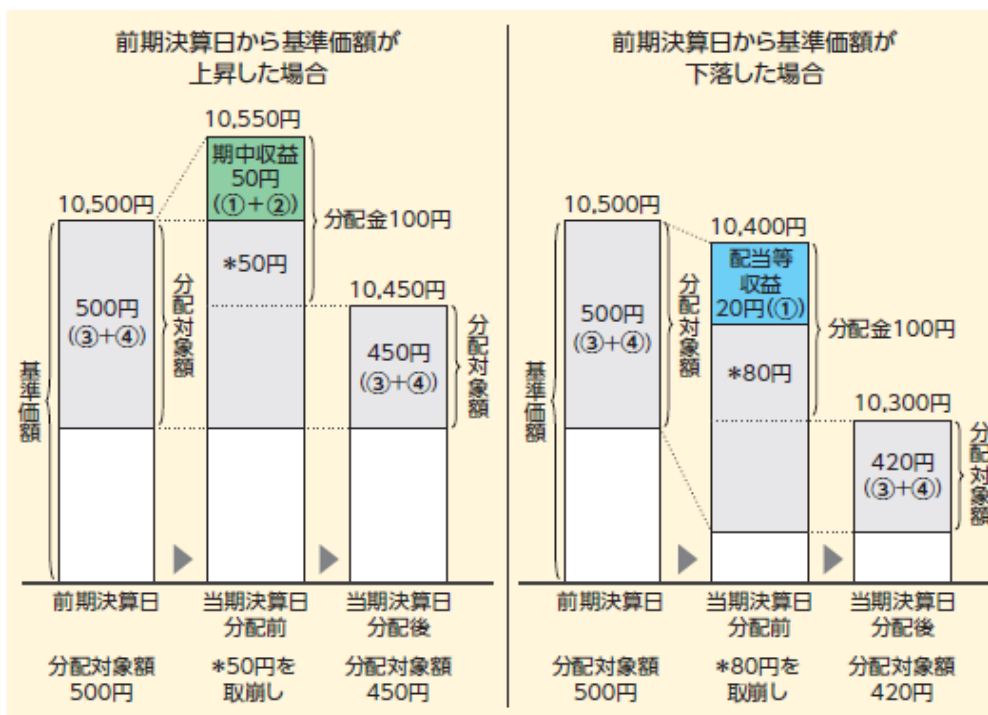 前期決算日から基準価額が
上昇した場合
10,550円
期中収益
50円
(①+②)
10,500円
分配金100円
*50円
10,450円
500円
(③+④)
分配対象額
450円
(③+④)
分配対象額
基準価額
前期決算日
当期決算日
分配前
当期決算日
分配後
分配対象額
500円
*50円を
取崩し
分配対象額
450円
前期決算日から基準価額が
下落した場合
10,500円
10,400円
配当等
収益
20円(①)
500円
(③+④)
分配対象額
分配金100円
*80円
10,300円
420円
(③+④)
分配対象額
基準価額
前期決算日
当期決算日
分配前
当期決算日
分配後
分配対象額
500円
*80円を
取崩し
分配対象額
420円